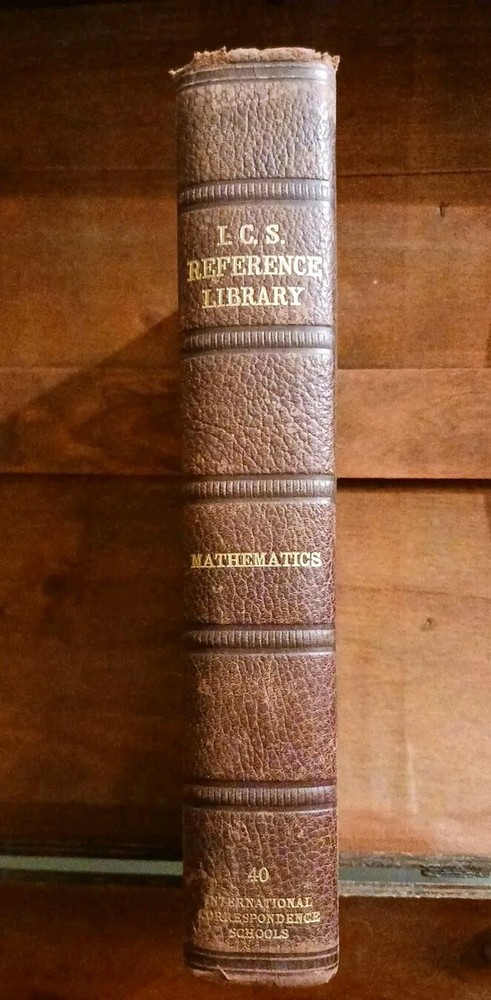 I. C. S.
REFERENCE
LIBRARY
MATHEMATICS
40
INTERNATIONAL
CORRESPONDENCE
SCHOOLS